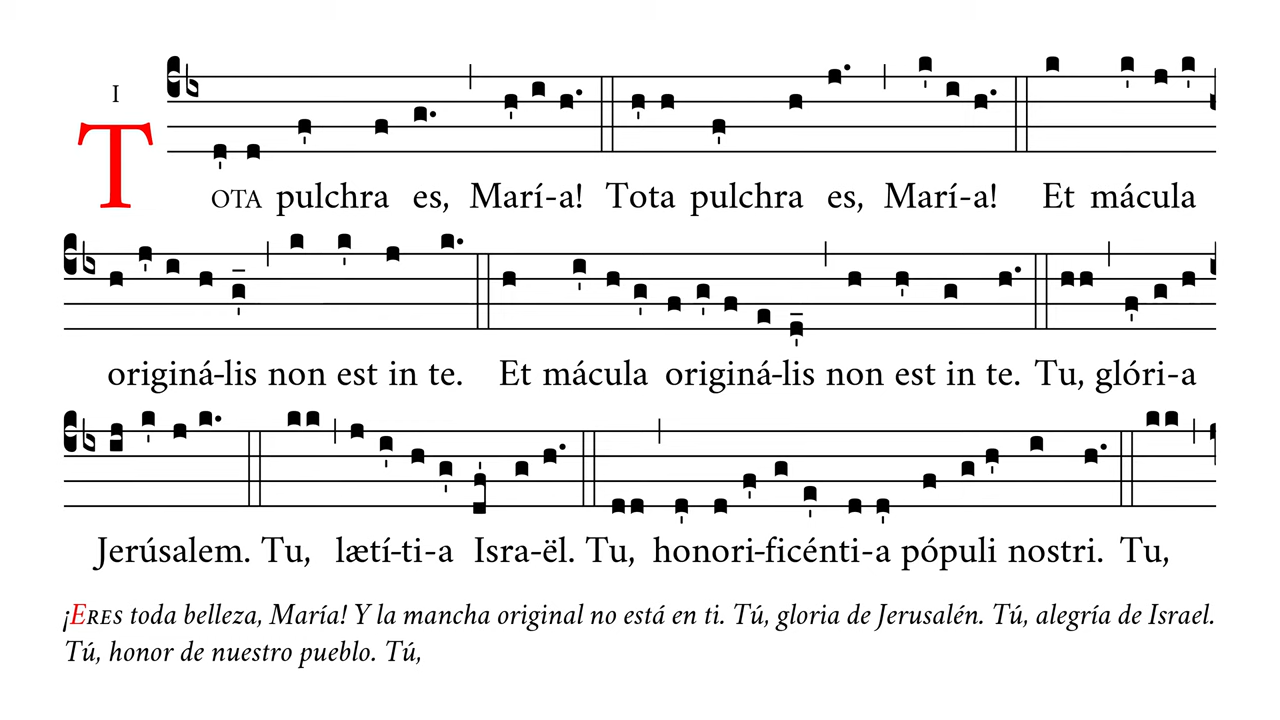 I
TOTA pulchra es, Marí-a! Tota pulchra es, Marí-a! Et mácula
originá-lis non est in te. Et mácula originá-lis non est in te. Tu, glóri-a
Jerúsalem. Tu, lætí-ti-a Isra-ël. Tu, honori-ficénti-a pópuli nostri. Tu,
¡ERES toda belleza, María! Y la mancha original no está en ti. Tú, gloria de Jerusalén. Tú, alegría de Israel.
Tú, honor de nuestro pueblo. Tú,